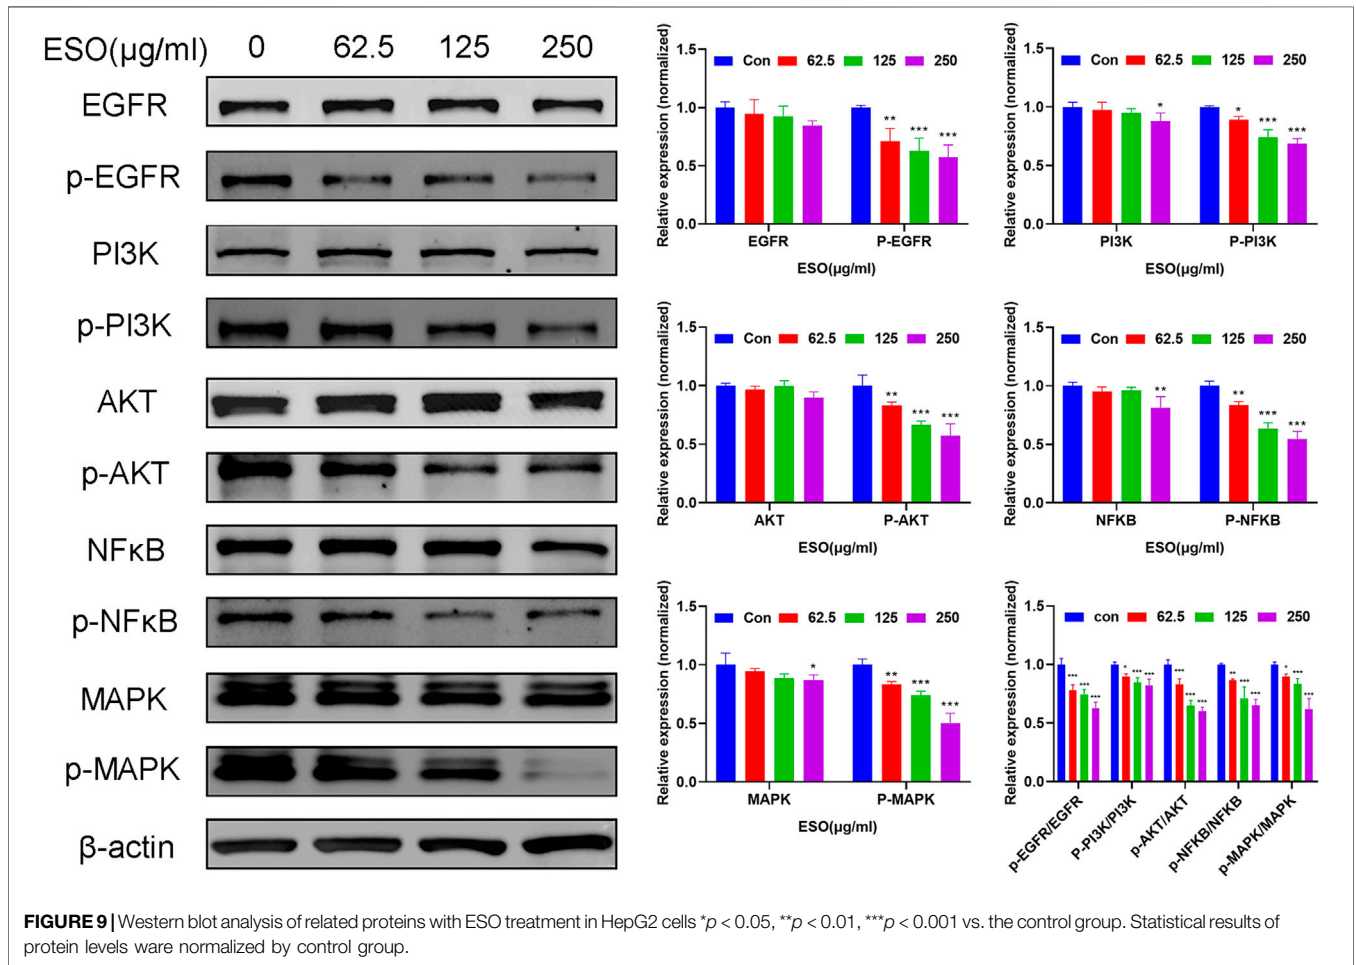 ESO(μg/ml) 0 62.5 125 250
EGFR
p-EGFR
PI3K
p-PI3K
AKT
p-AKT
NFκB
p-NFκB
MAPK
p-MAPK
β-actin
Relative expression (normalized)
1.5
1.0
0.5
0.0
Con 62.5 125 250
** *** ***
EGFR P-EGFR
ESO(μg/ml)
Relative expression (normalized)
1.5
1.0
0.5
0.0
Con 62.5 125 250
* * *** ***
PI3K P-PI3K
ESO(μg/ml)
Relative expression (normalized)
1.5
1.0
0.5
0.0
Con 62.5 125 250
** *** ***
AKT P-AKT
ESO(μg/ml)
Relative expression (normalized)
1.5
1.0
0.5
0.0
Con 62.5 125 250
** ** *** ***
NFKB P-NFKB
ESO(μg/ml)
Relative expression (normalized)
1.5
1.0
0.5
0.0
Con 62.5 125 250
* ** *** ***
MAPK P-MAPK
ESO(μg/ml)
Relative expression (normalized)
1.5
1.0
0.5
0.0
con 62.5 125 250
*** *** *** * *** *** *** *** *** ** *** *** * *** ***
p-EGFR/EGFR
P-PI3K/PI3K
p-AKT/AKT
p-NFKB/NFKB
p-MAPK/MAPK
FIGURE 9 | Western blot analysis of related proteins with ESO treatment in HepG2 cells *p < 0.05, **p < 0.01, ***p < 0.001 vs. the control group. Statistical results of
protein levels ware normalized by control group.